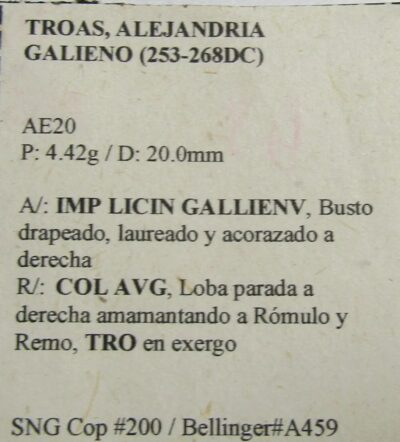 TROAS, ALEJANDRIA
GALIENO (253-268DC)
AE20
P: 4.42g / D: 20.0mm
A/: IMP LICIN GALLIENV, Busto
drapeado, laureado y acorazado a
derecha
R/: COL AVG, Loba parada a
derecha amamantando a Rómulo y
Remo, TRO en exergo
SNG Cop #200 / Bellinger#A459